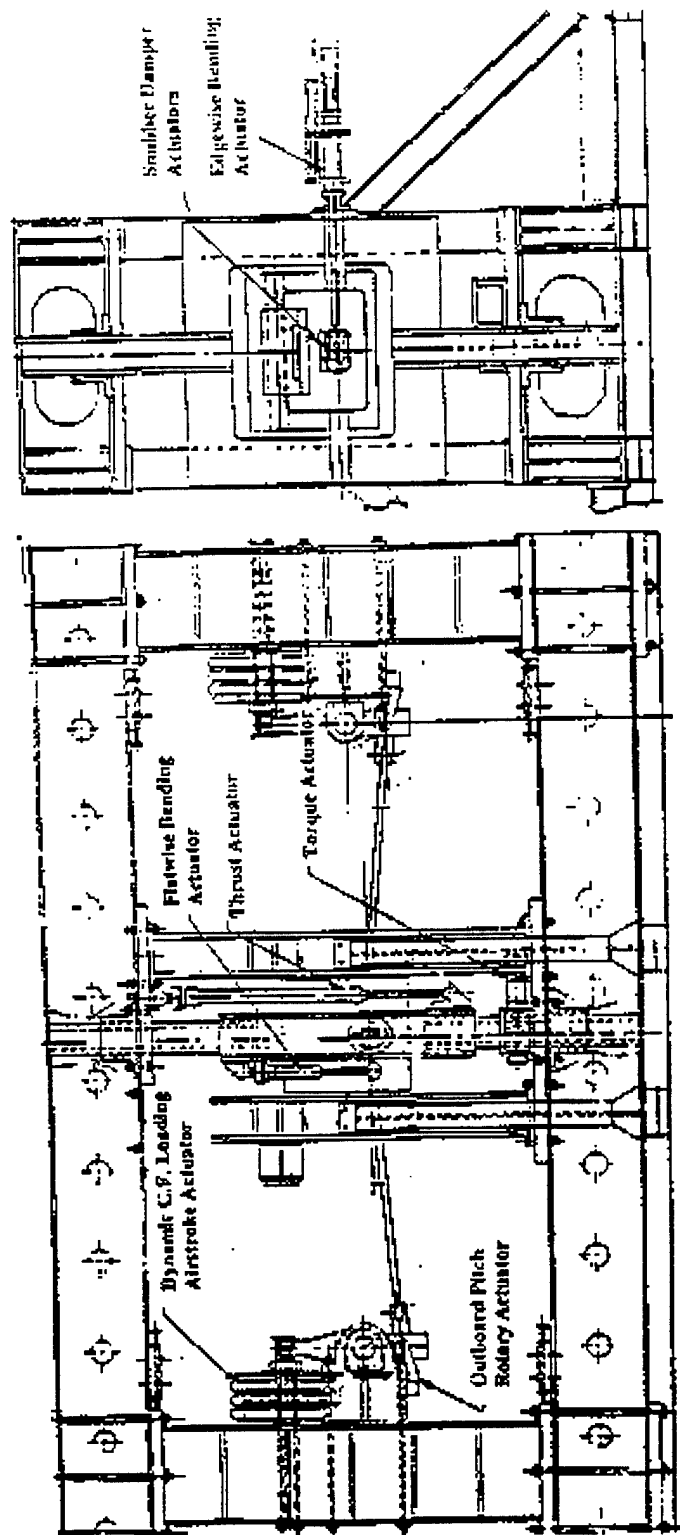 Snubber Damper
Actuators
Edgewise Bending
Actuator
Flatwise Bending
Actuator
Thrust Actuator
Torque Actuator
Dynamic C.F. Loading
Airstroke Actuator
Outboard Pitch
Rotary Actuator